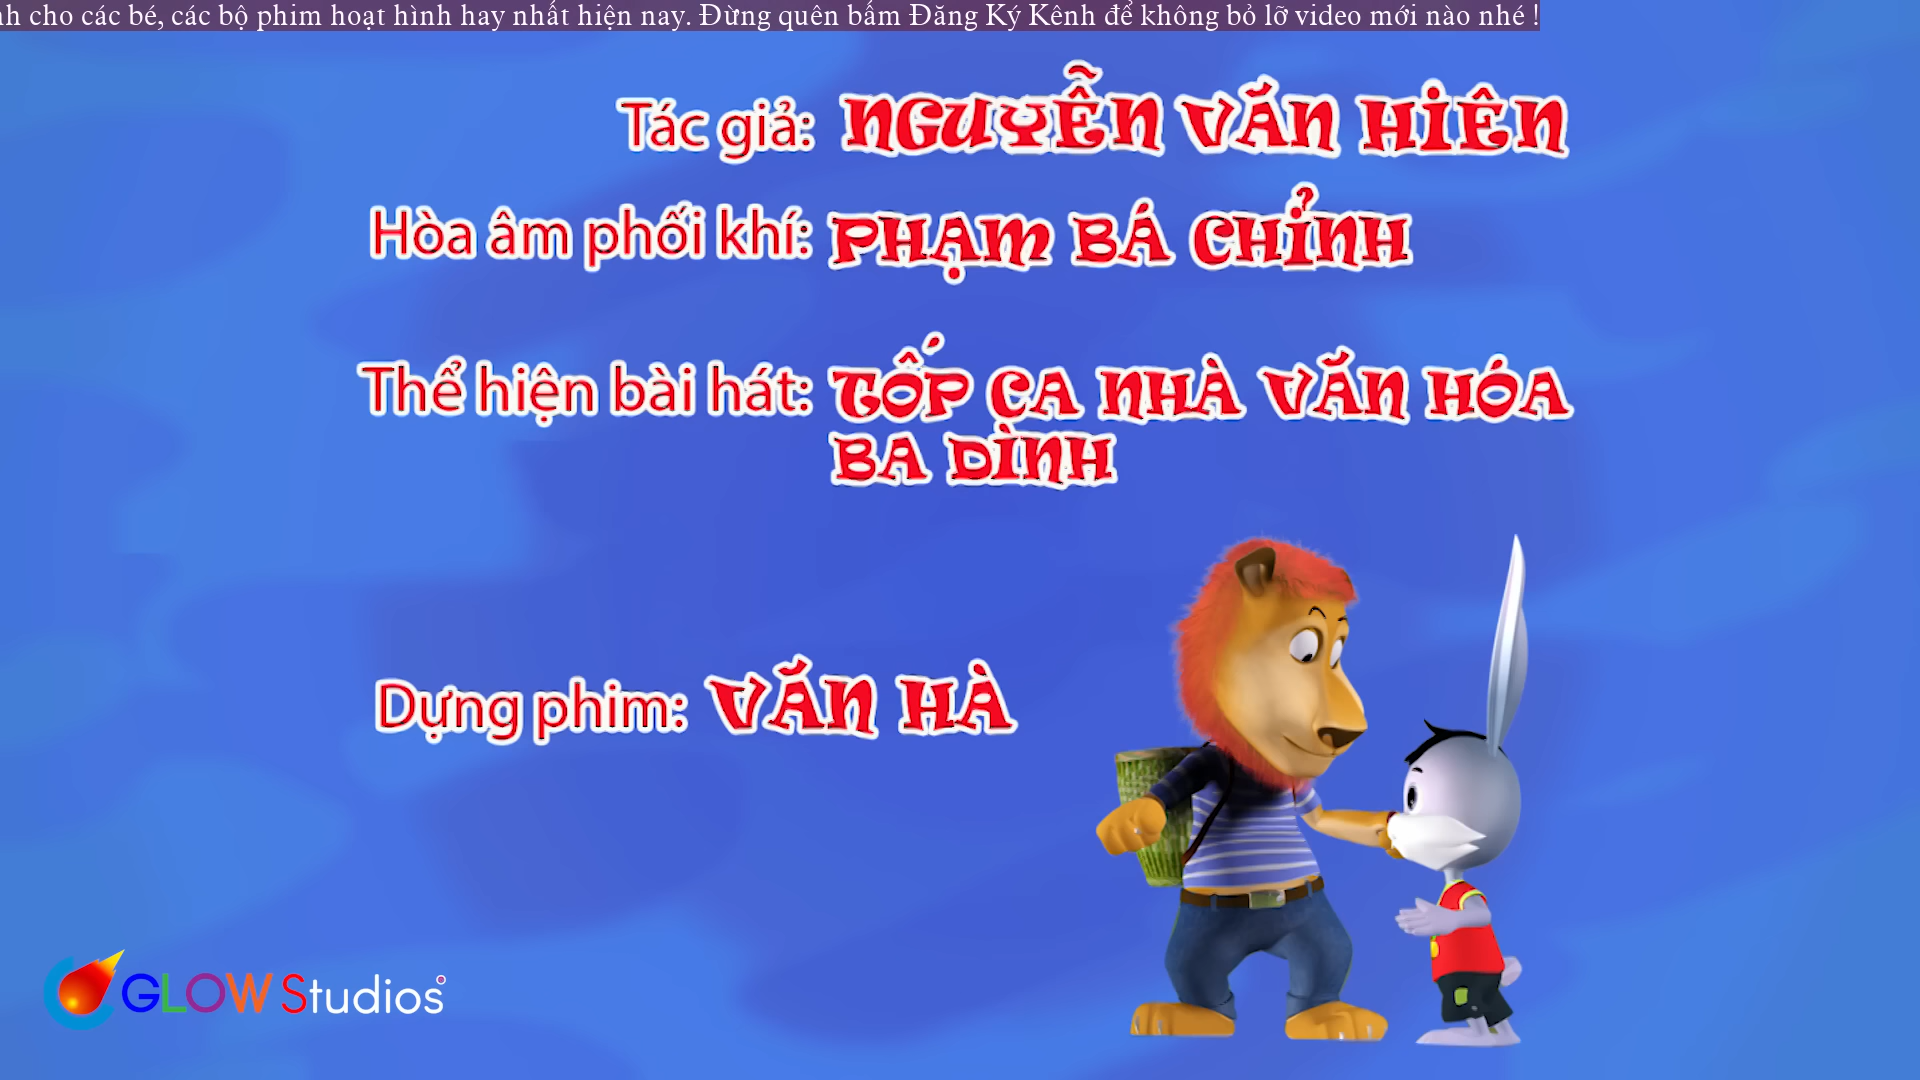 nh cho các bé, các bộ phim hoạt hình hay nhất hiện nay. Đừng quên bấm Đăng Ký Kênh để không bỏ lỡ video mới nào nhé !
Tác giả: NGUYỄN VĂN HIÊN
Hòa âm phối khí: PHẠM BÁ CHỈNH
Thể hiện bài hát: TỐP CA NHÀ VĂN HÓA
BA DÌNH
Dựng phim: VĂN HÀ
GLOW Studios